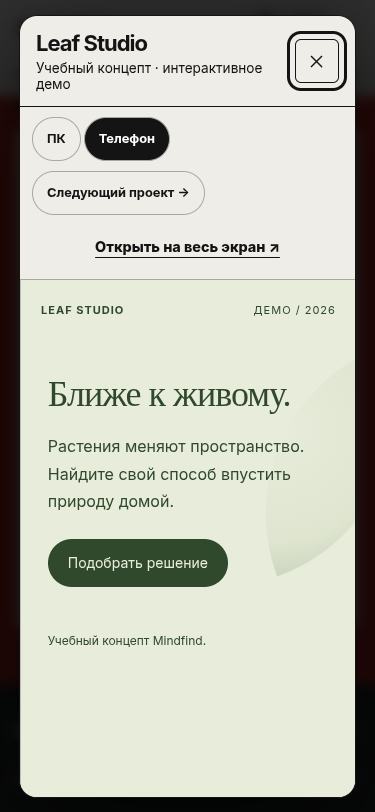 Leaf Studio
Учебный концепт · интерактивное
демо
ПК
Телефон
Следующий проект →
Открыть на весь экран ↗
LEAF STUDIO
ДЕМО / 2026
Ближе к живому.
Растения меняют пространство.
Найдите свой способ впустить
природу домой.
Подобрать решение
Учебный концепт Mindfind.